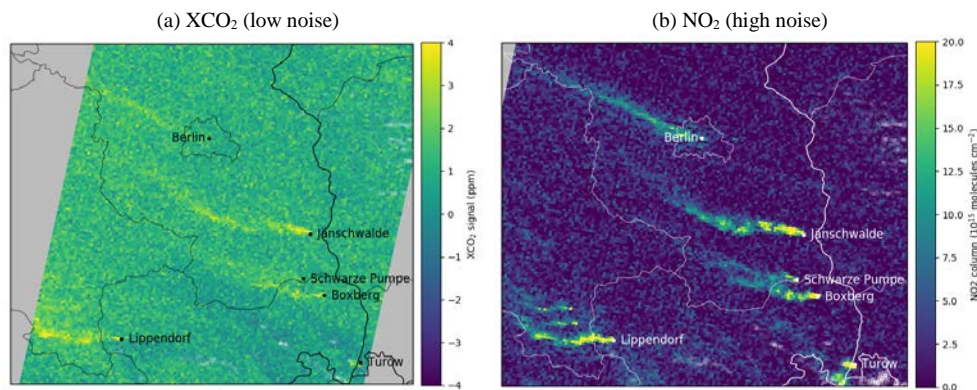 (a) XCO₂ (low noise)
Berlin
Jänschwalde
Schwarze Pumpe
Boxberg
Lippendorf
Turow
4
3
2
1
0
−1
−2
−3
−4
XCO₂ signal (ppm)
(b) NO₂ (high noise)
Berlin
Jänschwalde
Schwarze Pumpe
Boxberg
Lippendorf
Turow
20.0
17.5
15.0
12.5
10.0
7.5
5.0
2.5
0.0
NO2 column (10¹⁵ molecules cm⁻²)